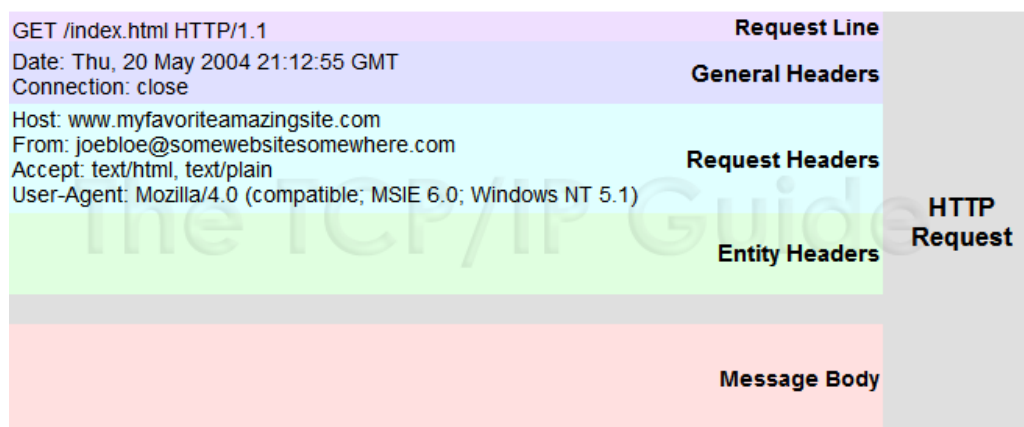 GET /index.html HTTP/1.1 Request Line
Date: Thu, 20 May 2004 21:12:55 GMT
Connection: close
General Headers
Host: www.myfavoriteamazingsite.com
From: joebloe@somewebsitesomewhere.com
Accept: text/html, text/plain
User-Agent: Mozilla/4.0 (compatible; MSIE 6.0; Windows NT 5.1)
Request Headers
The TCP/IP Guide
Entity Headers
Message Body
HTTP
Request